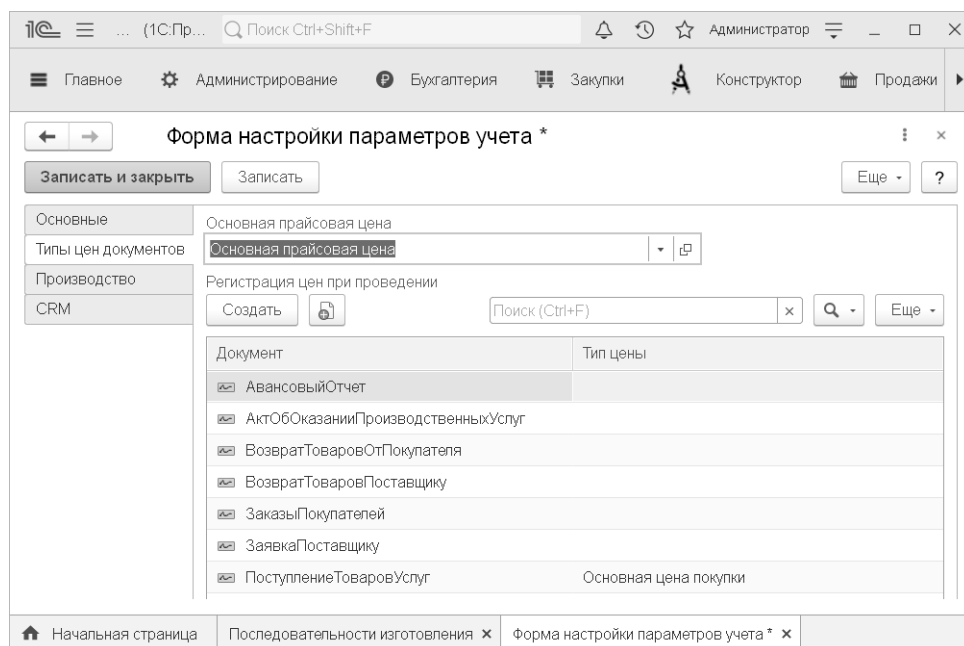 ... (1С:Пр... Поиск Ctrl+Shift+F Администратор
Главное Администрирование Бухгалтерия Закупки Конструктор Продажи
Форма настройки параметров учета *
Записать и закрыть Записать Еще ?
Основные
Типы цен документов
Производство
CRM
Основная прайсовая цена
Основная прайсовая цена
Регистрация цен при проведении
Создать Поиск (Ctrl+F) Еще
Документ Тип цены
АвансовыйОтчет
АктОбОказанииПроизводственныхУслуг
ВозвратТоваровОтПокупателя
ВозвратТоваровПоставщику
ЗаказыПокупателей
ЗаявкаПоставщику
ПоступлениеТоваровУслуг Основная цена покупки
Начальная страница Последовательности изготовления Форма настройки параметров учета *